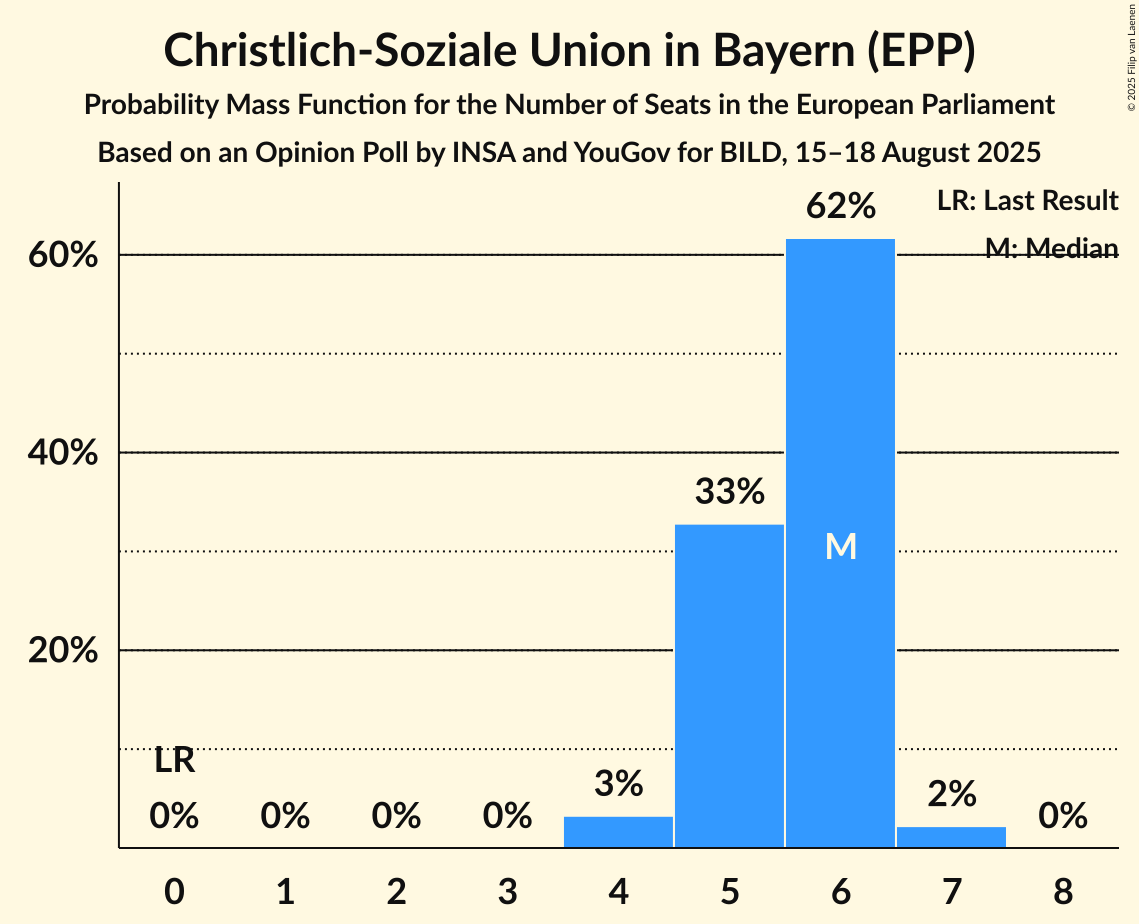 Christlich-Soziale Union in Bayern (EPP)
Probability Mass Function for the Number of Seats in the European Parliament
Based on an Opinion Poll by INSA and YouGov for BILD, 15–18 August 2025
© 2025 Filip van Laenen
LR: Last Result
M: Median
62%
60%
40%
33%
M
20%
LR
0% 0% 0% 0% 3% 2% 0%
0 1 2 3 4 5 6 7 8